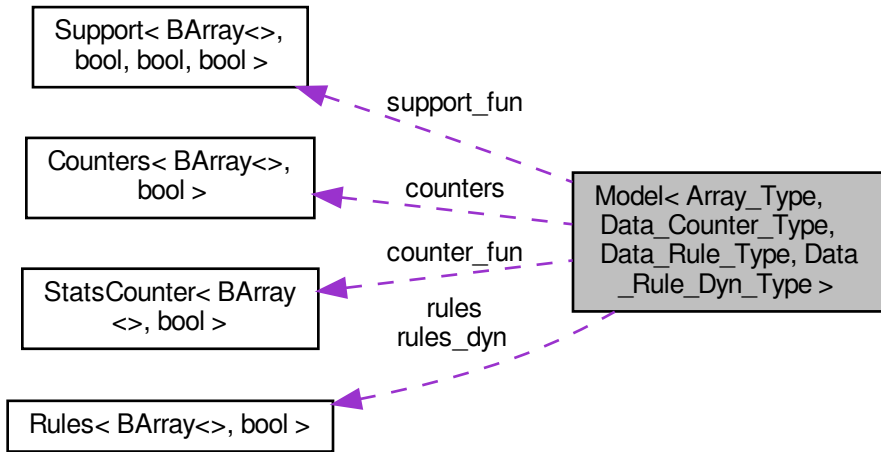 Support< BArray<>,
bool, bool, bool >
support_fun
Counters< BArray<>,
bool >
counters
Model< Array_Type,
Data_Counter_Type,
Data_Rule_Type, Data
_Rule_Dyn_Type >
counter_fun
StatsCounter< BArray
<>, bool >
rules
rules_dyn
Rules< BArray<>, bool >